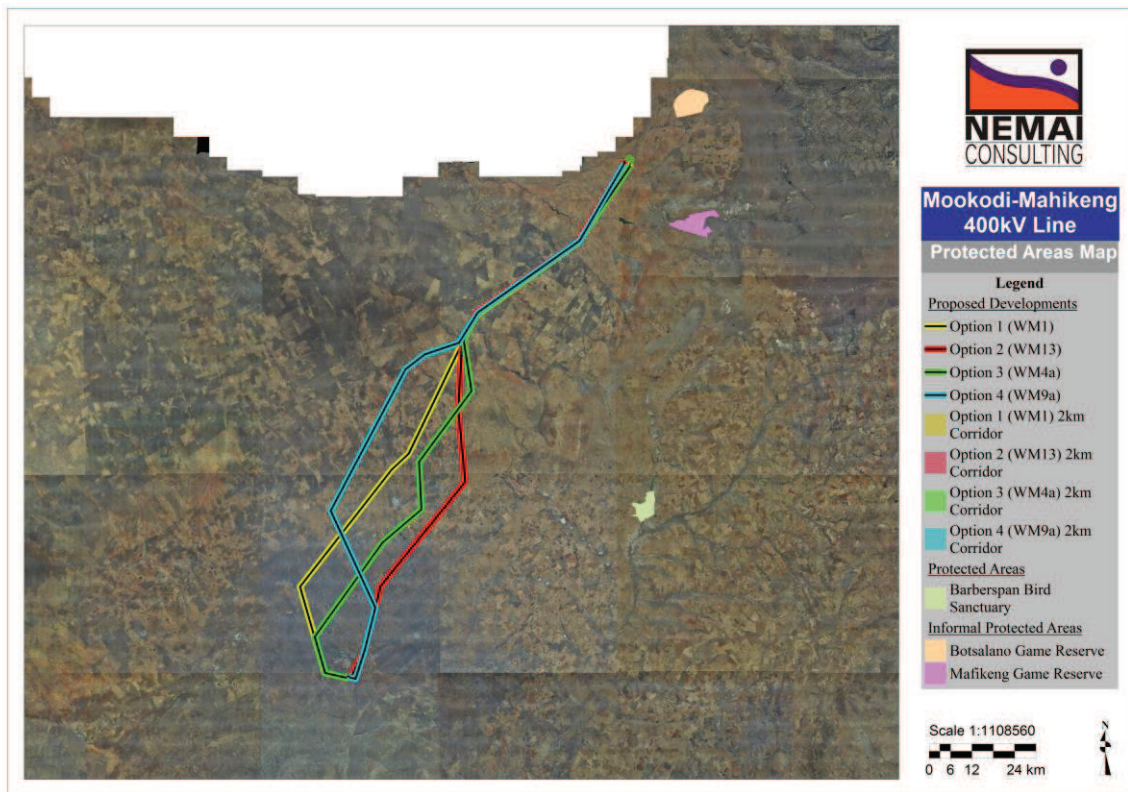 NEMAI
CONSULTING
Mookodi-Mahikeng
400kV Line
Protected Areas Map
Legend
Proposed Developments
Option 1 (WM1)
Option 2 (WM13)
Option 3 (WM4a)
Option 4 (WM9a)
Option 1 (WM1) 2km
Corridor
Option 2 (WM13) 2km
Corridor
Option 3 (WM4a) 2km
Corridor
Option 4 (WM9a) 2km
Corridor
Protected Areas
Barberspan Bird
Sanctuary
Informal Protected Areas
Botsalano Game Reserve
Mafikeng Game Reserve
Scale 1:1108560
N
0 6 12 24 km